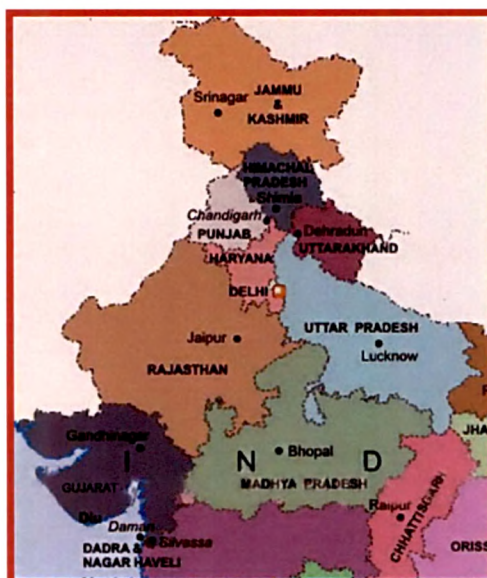 Srinagar
JAMMU
&
KASHMIR
HIMACHAL
PRADESH
Shimla
Chandigarh
PUNJAB
Dehradun
UTTARAKHAND
HARYANA
DELHI
UTTAR PRADESH
Jaipur
Lucknow
RAJASTHAN
JHA
Gandhinagar
I N D
Bhopal
GUJARAT
MADHYA PRADESH
Raipur
CHHATTISGARH
Diu
Daman
Silvassa
DADRA &
NAGAR HAVELI
ORISS